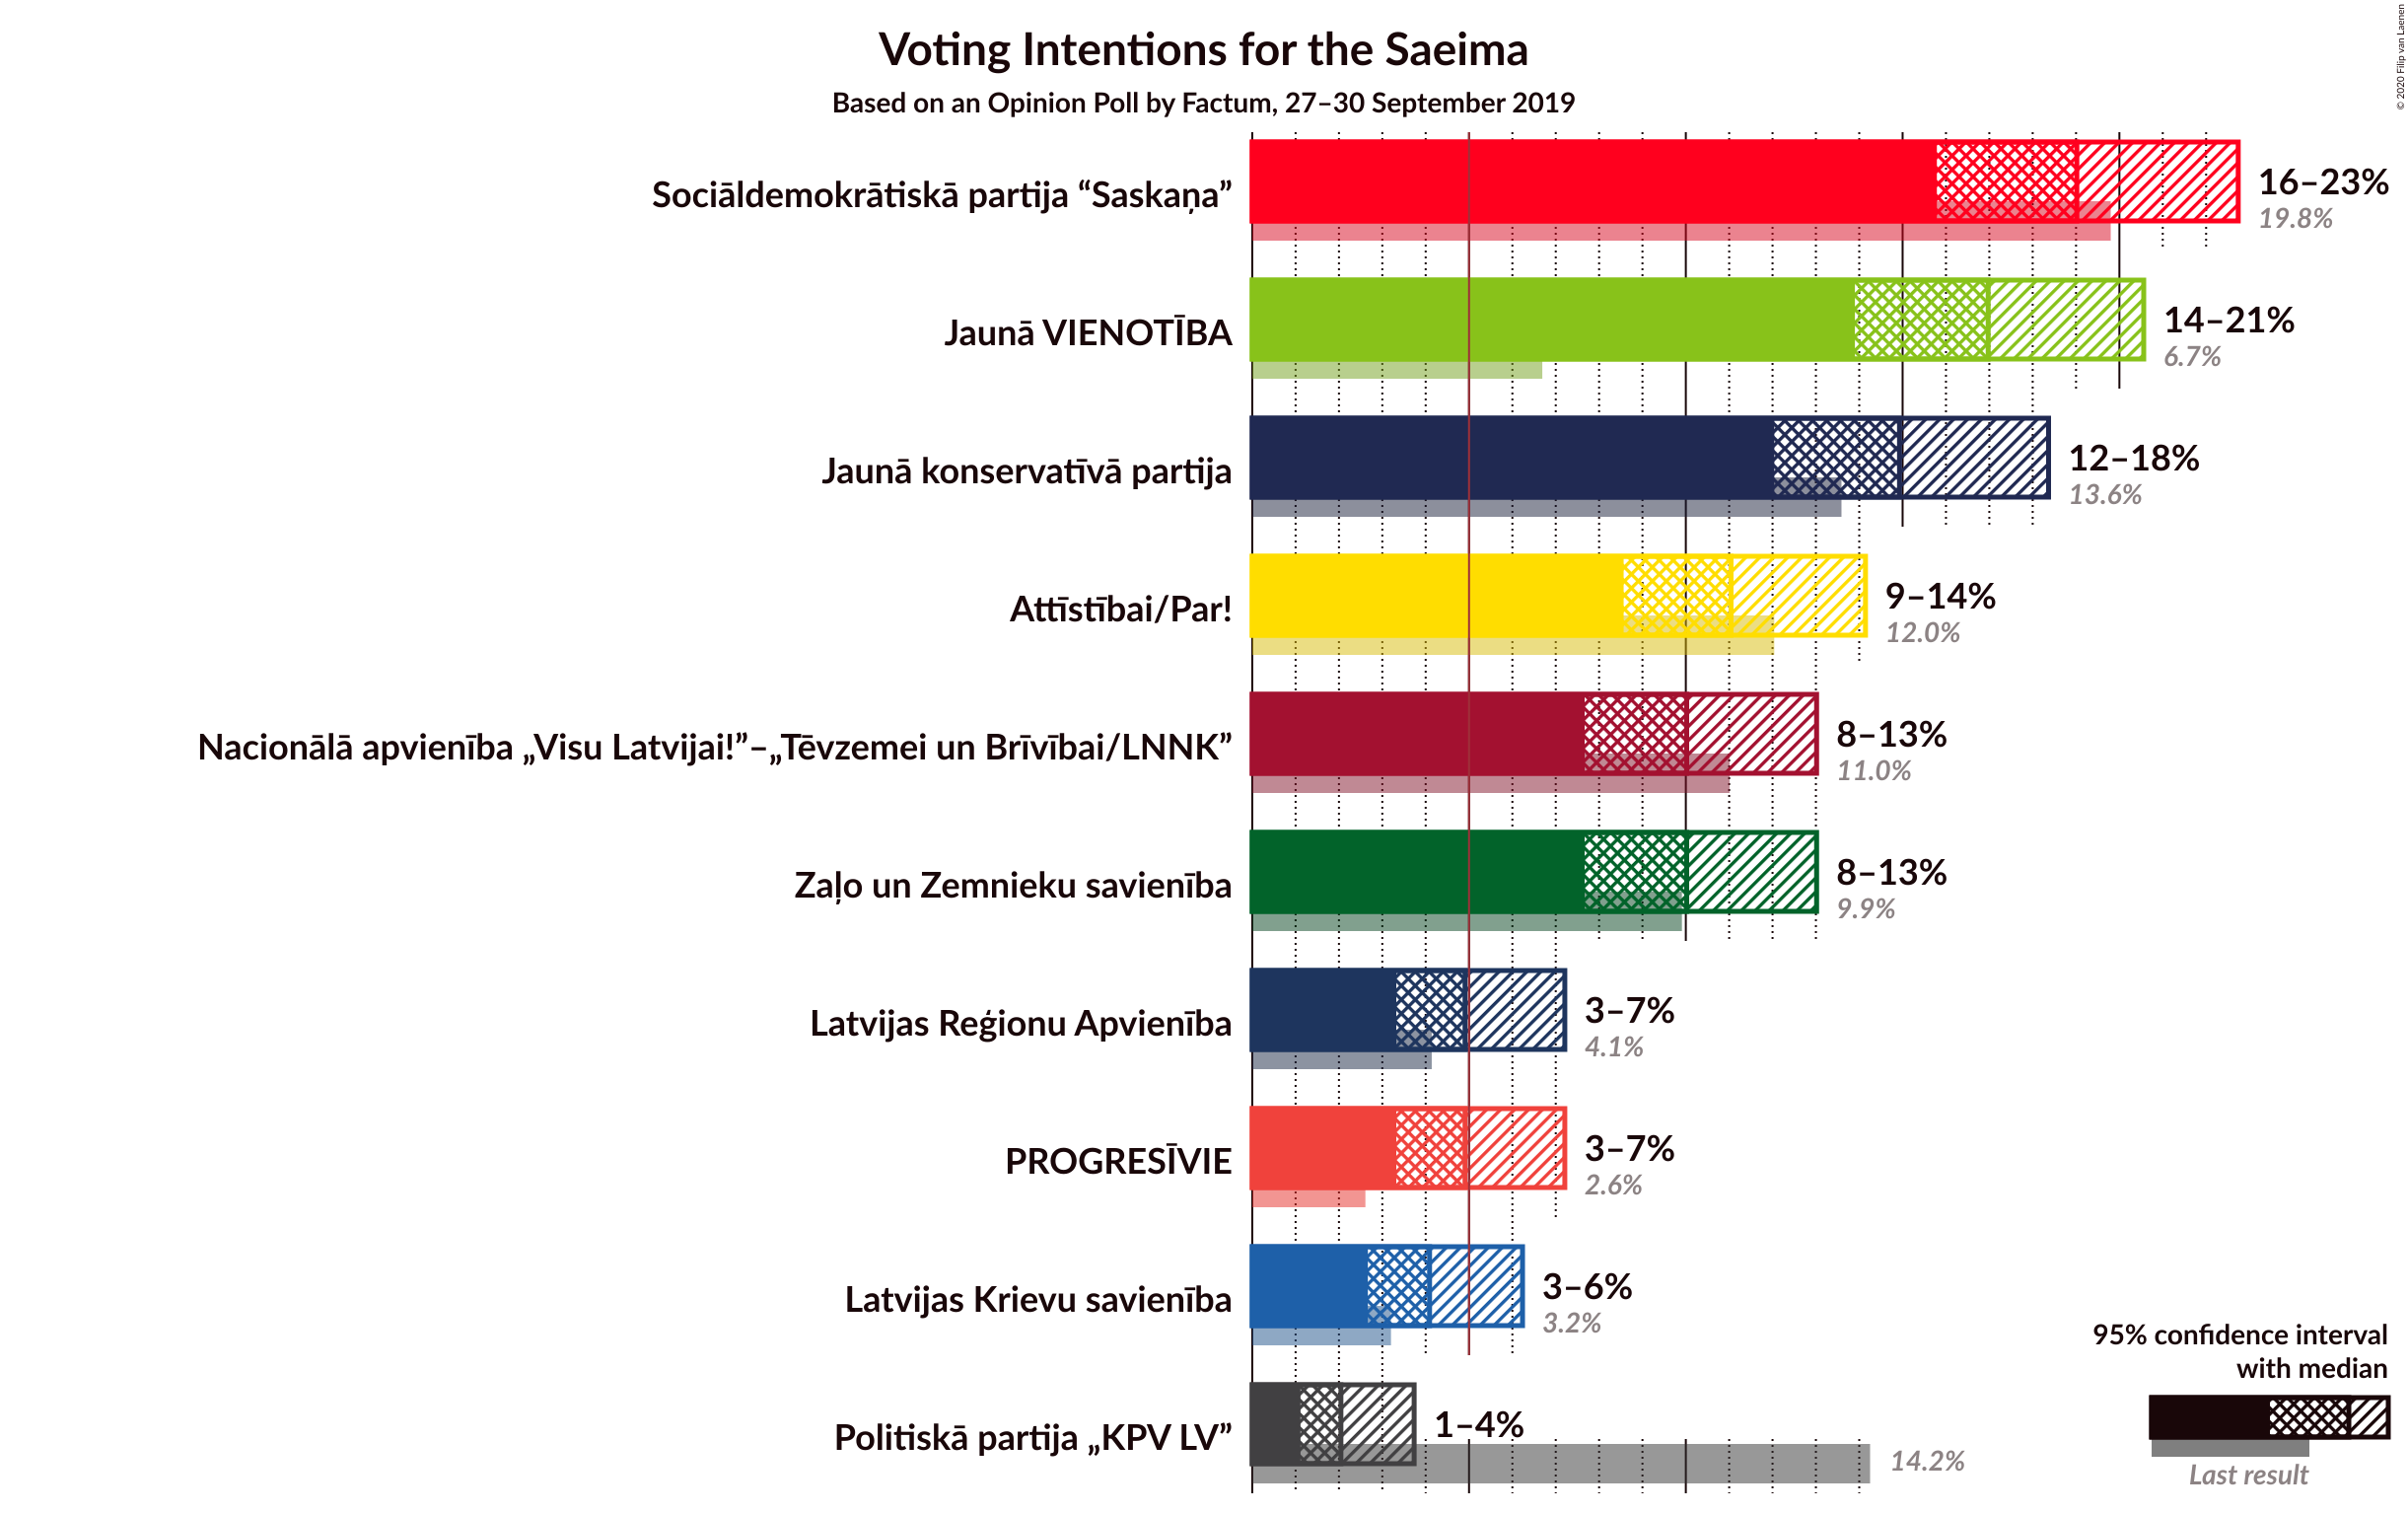 Voting Intentions for the Saeima
Based on an Opinion Poll by Factum, 27–30 September 2019
© 2020 Filip van Laenen
Sociāldemokrātiskā partija “Saskaņa”
16–23%
19.8%
Jaunā VIENOTĪBA
14–21%
6.7%
Jaunā konservatīvā partija
12–18%
13.6%
Attīstībai/Par!
9–14%
12.0%
Nacionālā apvienība „Visu Latvijai!”–„Tēvzemei un Brīvībai/LNNK”
8–13%
11.0%
Zaļo un Zemnieku savienība
8–13%
9.9%
Latvijas Reģionu Apvienība
3–7%
4.1%
PROGRESĪVIE
3–7%
2.6%
Latvijas Krievu savienība
3–6%
3.2%
Politiskā partija „KPV LV”
1–4%
14.2%
95% confidence interval
with median
Last result